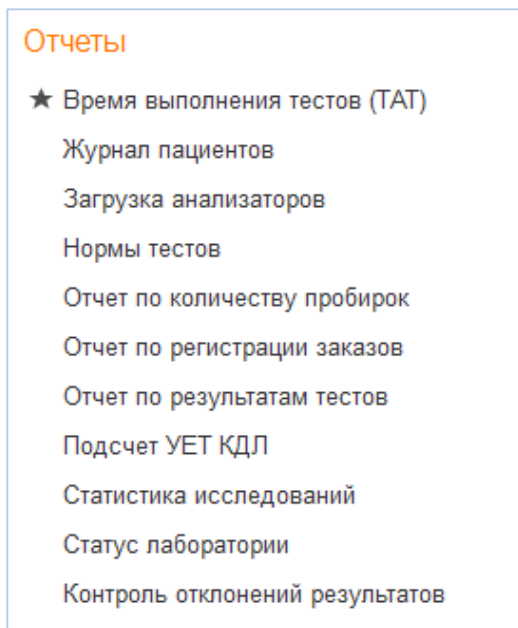 Отчеты
★ Время выполнения тестов (TAT)
Журнал пациентов
Загрузка анализаторов
Нормы тестов
Отчет по количеству пробирок
Отчет по регистрации заказов
Отчет по результатам тестов
Подсчет УЕТ КДЛ
Статистика исследований
Статус лаборатории
Контроль отклонений результатов